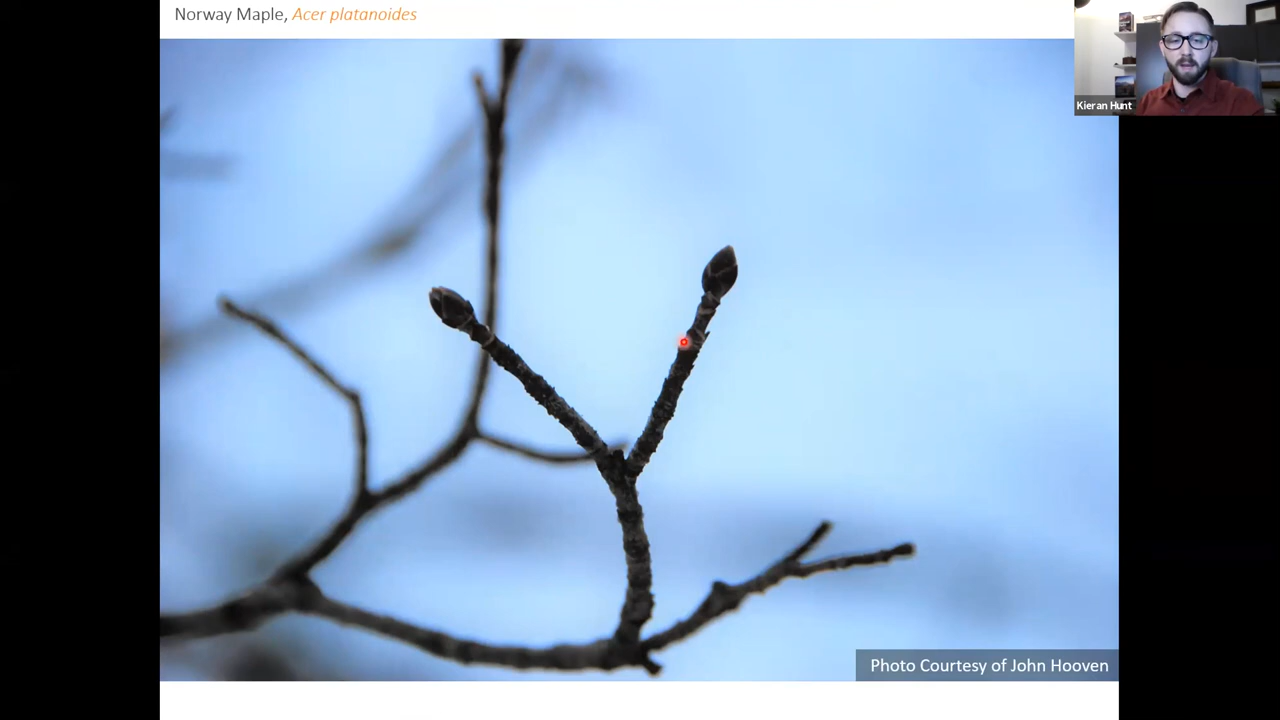 Norway Maple, Acer platanoides
Kieran Hunt
Photo Courtesy of John Hooven